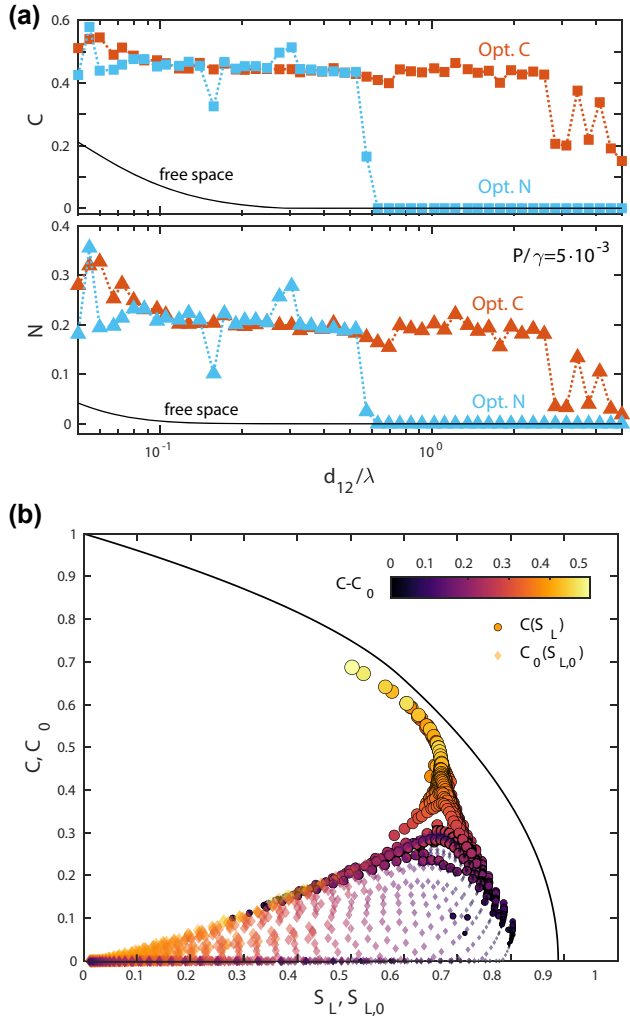 (a)
0.6
0.4
0.2
0
C
Opt. C
free space
Opt. N
0.4
0.3
0.2
0.1
0
N
P/γ=5·10⁻³
Opt. C
free space
Opt. N
10⁻¹ 10⁰
d₁₂/λ
(b)
1
0.9
0.8
0.7
0.6
0.5
0.4
0.3
0.2
0.1
0
C, C₀
0 0.1 0.2 0.3 0.4 0.5
C-C₀
C(S_L)
C₀(S_L,0)
0 0.1 0.2 0.3 0.4 0.5 0.6 0.7 0.8 0.9 1
S_L, S_L,0